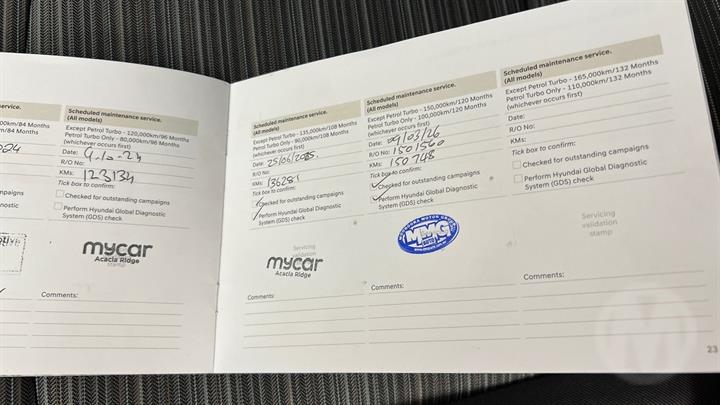 ervice.
00km/84 Months
m/84 Months
Scheduled maintenance service.
(All models)
Except Petrol Turbo - 120,000km/96 Months
Petrol Turbo Only - 80,000km/96 Months
(whichever occurs first)
Date: 9-10-24
R/O No:
KMs: 123134
Tick box to confirm:
Checked for outstanding campaigns
Perform Hyundai Global Diagnostic
System (GDS) check
mycar
Acacia Ridge
stamp
Comments:
Scheduled maintenance service.
(All models)
Except Petrol Turbo - 135,000km/108 Months
Petrol Turbo Only - 90,000km/108 Months
(whichever occurs first)
Date: 25/06/2025.
R/O No:
KMs: 136281
Tick box to confirm:
Checked for outstanding campaigns
Perform Hyundai Global Diagnostic
System (GDS) check
Servicing
validation
mycar
Acacia Ridge
Comments:
Scheduled maintenance service.
(All models)
Except Petrol Turbo - 150,000km/120 Months
Petrol Turbo Only - 100,000km/120 Months
(whichever occurs first)
Date: 09/03/26
R/O No: 1501560
KMs: 150748
Tick box to confirm:
Checked for outstanding campaigns
Perform Hyundai Global Diagnostic
System (GDS) check
MMG
Comments:
Scheduled maintenance service.
(All models)
Except Petrol Turbo - 165,000km/132 Months
Petrol Turbo Only - 110,000km/132 Months
(whichever occurs first)
Date:
R/O No:
KMs:
Tick box to confirm:
Checked for outstanding campaigns
Perform Hyundai Global Diagnostic
System (GDS) check
Servicing
validation
stamp
Comments:
23